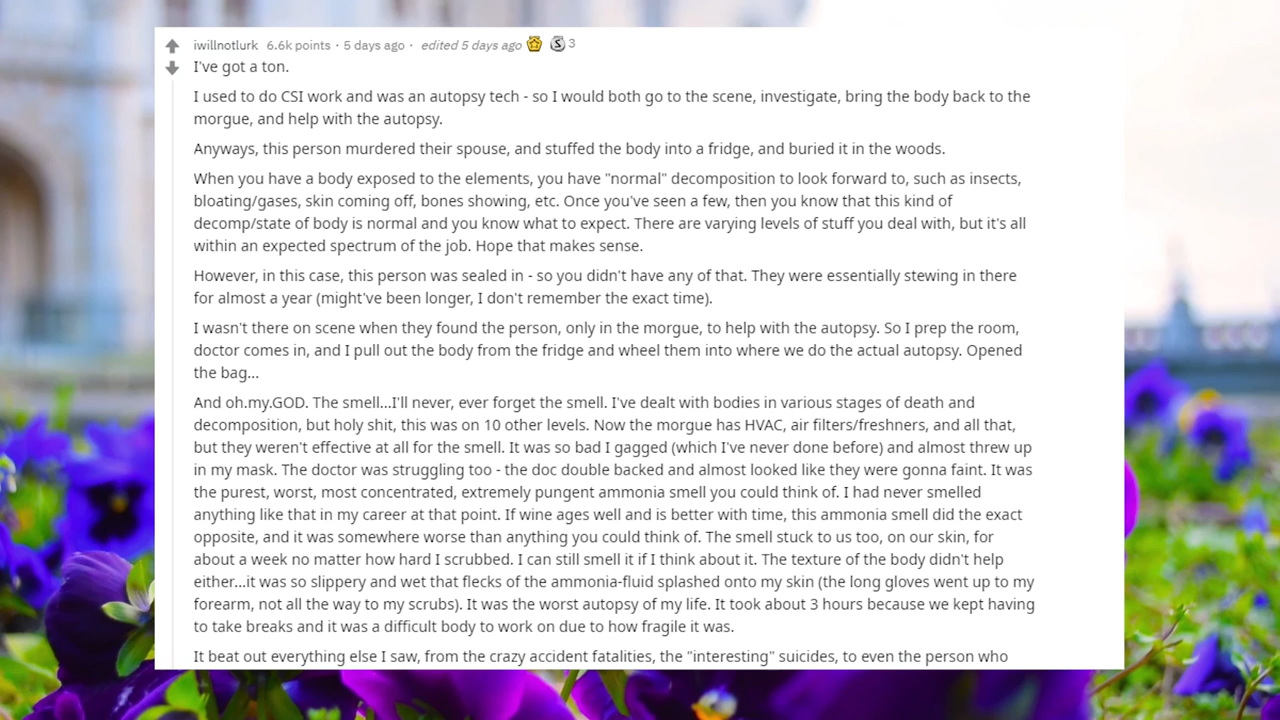 iwillnotlurk 6.6k points · 5 days ago · edited 5 days ago 3
I've got a ton.
I used to do CSI work and was an autopsy tech - so I would both go to the scene, investigate, bring the body back to the
morgue, and help with the autopsy.
Anyways, this person murdered their spouse, and stuffed the body into a fridge, and buried it in the woods.
When you have a body exposed to the elements, you have "normal" decomposition to look forward to, such as insects,
bloating/gases, skin coming off, bones showing, etc. Once you've seen a few, then you know that this kind of
decomp/state of body is normal and you know what to expect. There are varying levels of stuff you deal with, but it's all
within an expected spectrum of the job. Hope that makes sense.
However, in this case, this person was sealed in - so you didn't have any of that. They were essentially stewing in there
for almost a year (might've been longer, I don't remember the exact time).
I wasn't there on scene when they found the person, only in the morgue, to help with the autopsy. So I prep the room,
doctor comes in, and I pull out the body from the fridge and wheel them into where we do the actual autopsy. Opened
the bag...
And oh.my.GOD. The smell...I'll never, ever forget the smell. I've dealt with bodies in various stages of death and
decomposition, but holy shit, this was on 10 other levels. Now the morgue has HVAC, air filters/freshners, and all that,
but they weren't effective at all for the smell. It was so bad I gagged (which I've never done before) and almost threw up
in my mask. The doctor was struggling too - the doc double backed and almost looked like they were gonna faint. It was
the purest, worst, most concentrated, extremely pungent ammonia smell you could think of. I had never smelled
anything like that in my career at that point. If wine ages well and is better with time, this ammonia smell did the exact
opposite, and it was somewhere worse than anything you could think of. The smell stuck to us too, on our skin, for
about a week no matter how hard I scrubbed. I can still smell it if I think about it. The texture of the body didn't help
either...it was so slippery and wet that flecks of the ammonia-fluid splashed onto my skin (the long gloves went up to my
forearm, not all the way to my scrubs). It was the worst autopsy of my life. It took about 3 hours because we kept having
to take breaks and it was a difficult body to work on due to how fragile it was.
It beat out everything else I saw, from the crazy accident fatalities, the "interesting" suicides, to even the person who